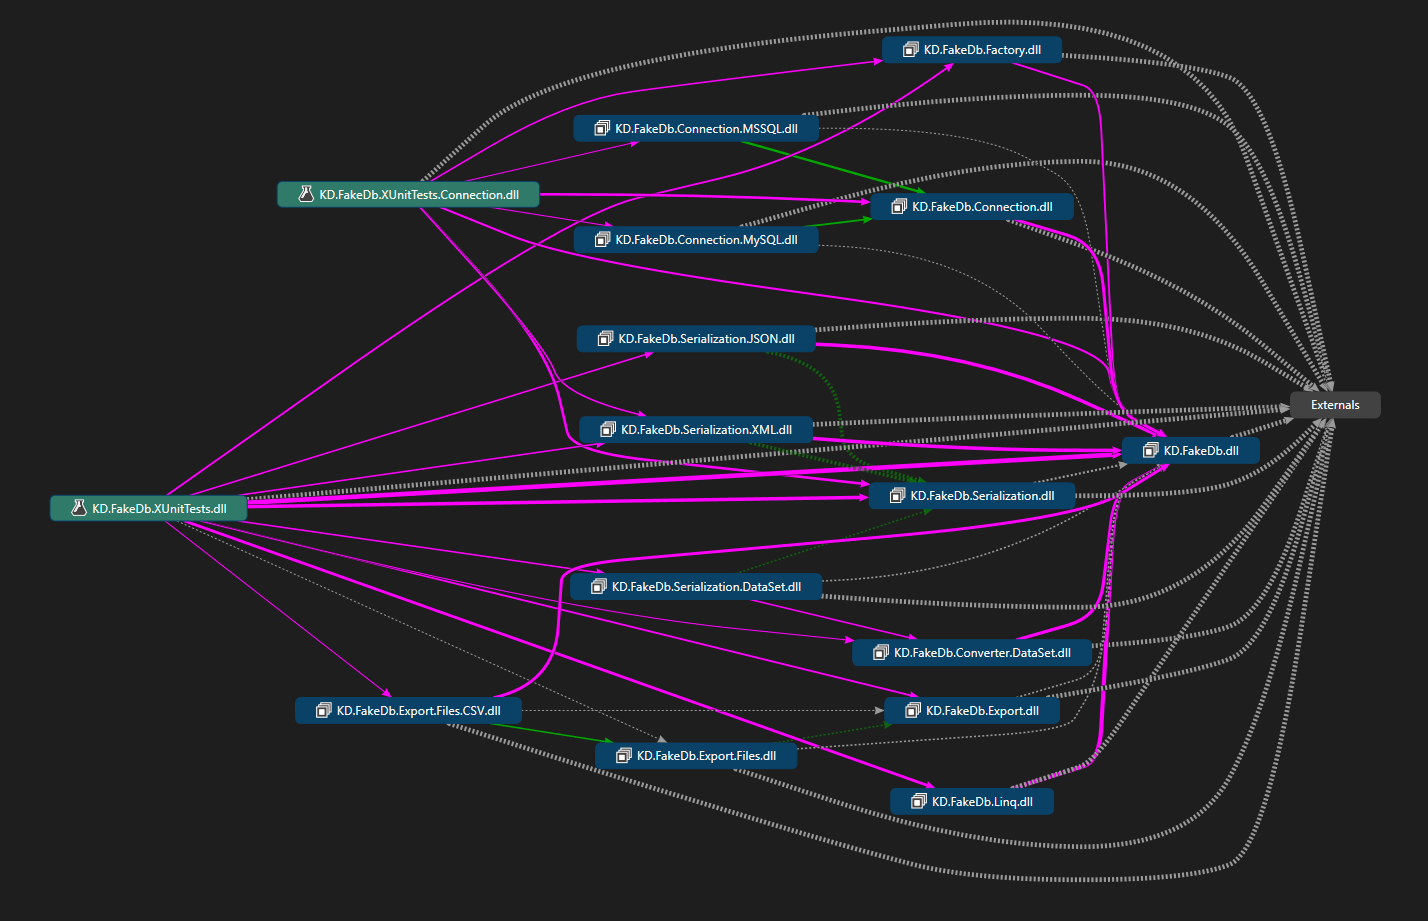 KD.FakeDb.Factory.dll
KD.FakeDb.Connection.MSSQL.dll
KD.FakeDb.XUnitTests.Connection.dll
KD.FakeDb.Connection.dll
KD.FakeDb.Connection.MySQL.dll
KD.FakeDb.Serialization.JSON.dll
Externals
KD.FakeDb.Serialization.XML.dll
KD.FakeDb.dll
KD.FakeDb.Serialization.dll
KD.FakeDb.XUnitTests.dll
KD.FakeDb.Serialization.DataSet.dll
KD.FakeDb.Converter.DataSet.dll
KD.FakeDb.Export.Files.CSV.dll
KD.FakeDb.Export.dll
KD.FakeDb.Export.Files.dll
KD.FakeDb.Linq.dll